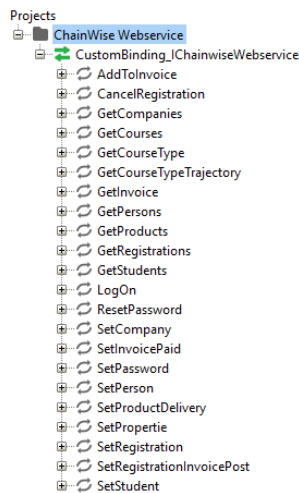 Projects
ChainWise Webservice
CustomBinding_IChainwiseWebservice
AddToInvoice
CancelRegistration
GetCompanies
GetCourses
GetCourseType
GetCourseTypeTrajectory
GetInvoice
GetPersons
GetProducts
GetRegistrations
GetStudents
LogOn
ResetPassword
SetCompany
SetInvoicePaid
SetPassword
SetPerson
SetProductDelivery
SetPropertie
SetRegistration
SetRegistrationInvoicePost
SetStudent